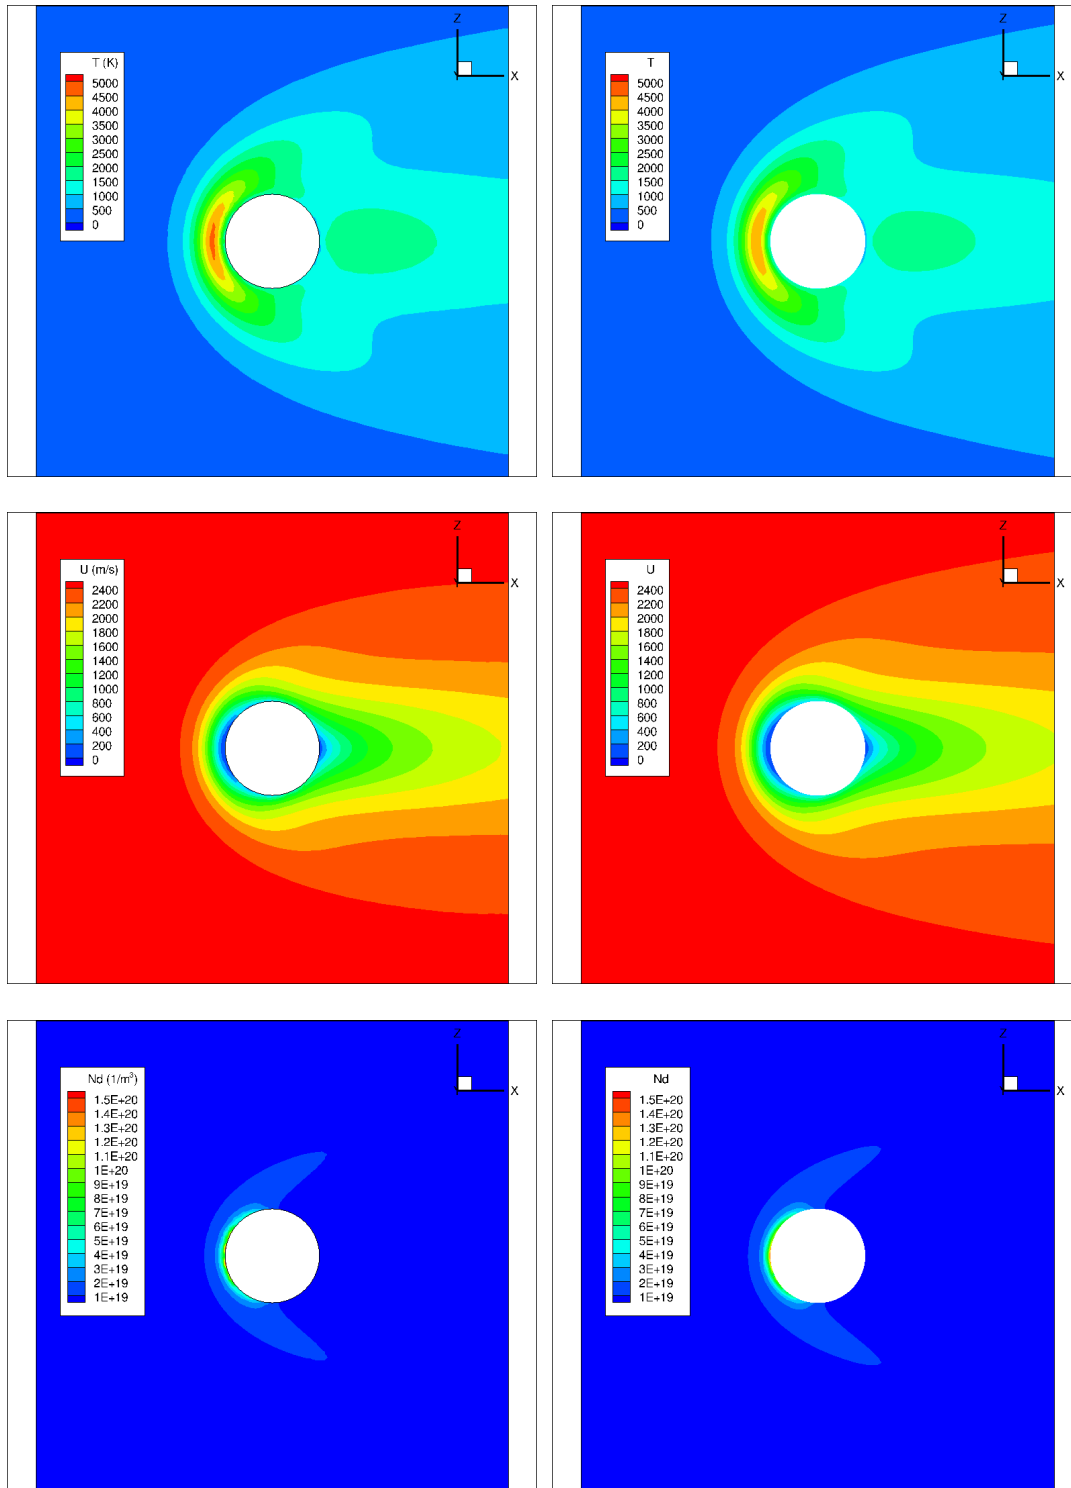 Z
T (K)
X
5000
4500
4000
3500
3000
2500
2000
1500
1000
500
0
Z
T
X
5000
4500
4000
3500
3000
2500
2000
1500
1000
500
0
Z
U (m/s)
X
2400
2200
2000
1800
1600
1400
1200
1000
800
600
400
200
0
Z
U
X
2400
2200
2000
1800
1600
1400
1200
1000
800
600
400
200
0
Z
Nd (1/m³)
X
1.5E+20
1.4E+20
1.3E+20
1.2E+20
1.1E+20
1E+20
9E+19
8E+19
7E+19
6E+19
5E+19
4E+19
3E+19
2E+19
1E+19
Z
Nd
X
1.5E+20
1.4E+20
1.3E+20
1.2E+20
1.1E+20
1E+20
9E+19
8E+19
7E+19
6E+19
5E+19
4E+19
3E+19
2E+19
1E+19